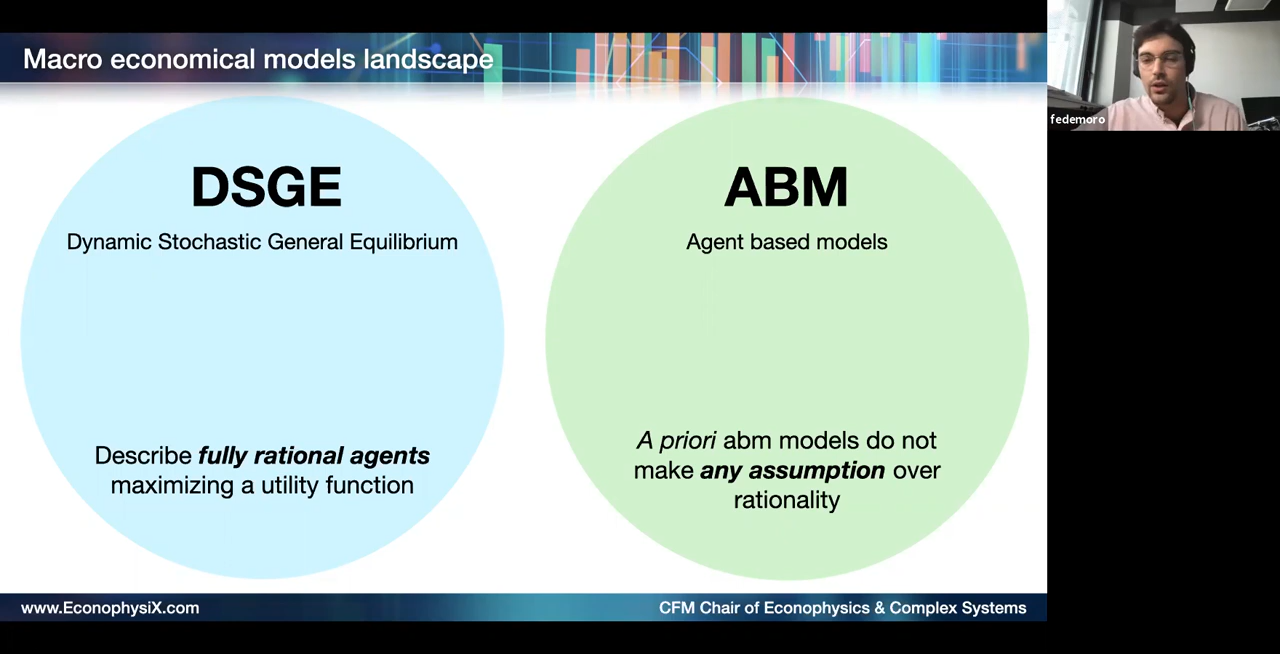 Macro economical models landscape
fedemoro
DSGE
Dynamic Stochastic General Equilibrium
Describe fully rational agents
maximizing a utility function
ABM
Agent based models
A priori abm models do not
make any assumption over
rationality
www.EconophysiX.com
CFM Chair of Econophysics & Complex Systems